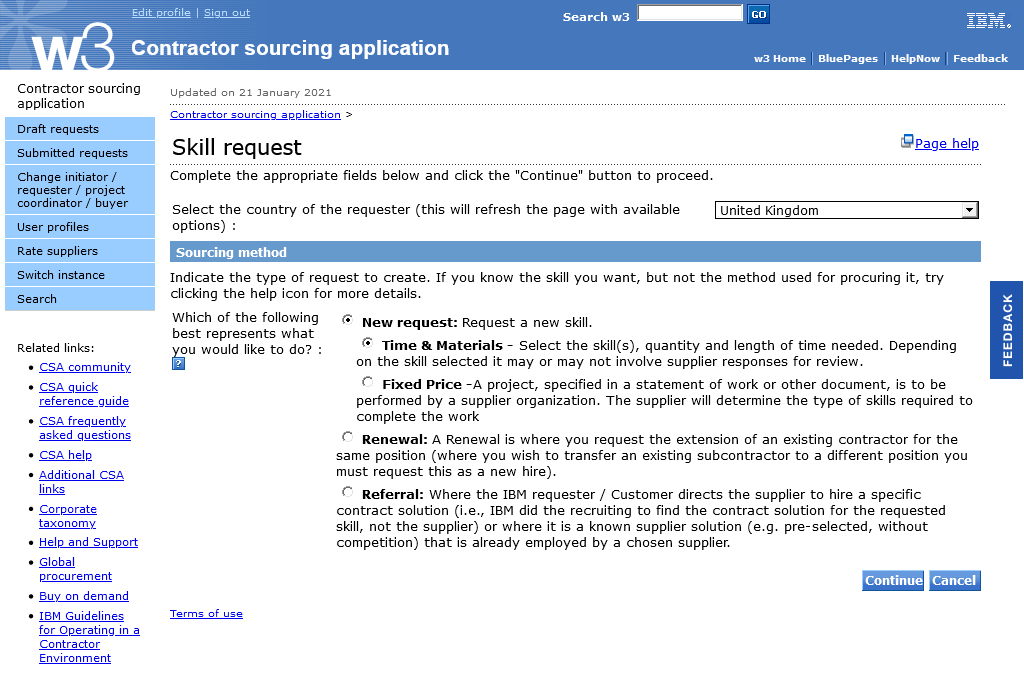 Edit profile | Sign out
Search w3
GO
IBM.
w3
Contractor sourcing application
w3 Home | BluePages | HelpNow | Feedback
Contractor sourcing
application
Draft requests
Submitted requests
Change initiator /
requester / project
coordinator / buyer
User profiles
Rate suppliers
Switch instance
Search
Related links:
• CSA community
• CSA quick
reference guide
• CSA frequently
asked questions
• CSA help
• Additional CSA
links
• Corporate
taxonomy
• Help and Support
• Global
procurement
• Buy on demand
• IBM Guidelines
for Operating in a
Contractor
Environment
Updated on 21 January 2021
Contractor sourcing application >
Skill request
Page help
Complete the appropriate fields below and click the "Continue" button to proceed.
Select the country of the requester (this will refresh the page with available
options) :
United Kingdom
Sourcing method
Indicate the type of request to create. If you know the skill you want, but not the method used for procuring it, try
clicking the help icon for more details.
Which of the following
best represents what
you would like to do? :
?
New request: Request a new skill.
Time & Materials - Select the skill(s), quantity and length of time needed. Depending
on the skill selected it may or may not involve supplier responses for review.
Fixed Price -A project, specified in a statement of work or other document, is to be
performed by a supplier organization. The supplier will determine the type of skills required to
complete the work
Renewal: A Renewal is where you request the extension of an existing contractor for the
same position (where you wish to transfer an existing subcontractor to a different position you
must request this as a new hire).
Referral: Where the IBM requester / Customer directs the supplier to hire a specific
contract solution (i.e., IBM did the recruiting to find the contract solution for the requested
skill, not the supplier) or where it is a known supplier solution (e.g. pre-selected, without
competition) that is already employed by a chosen supplier.
Continue
Cancel
Terms of use
FEEDBACK